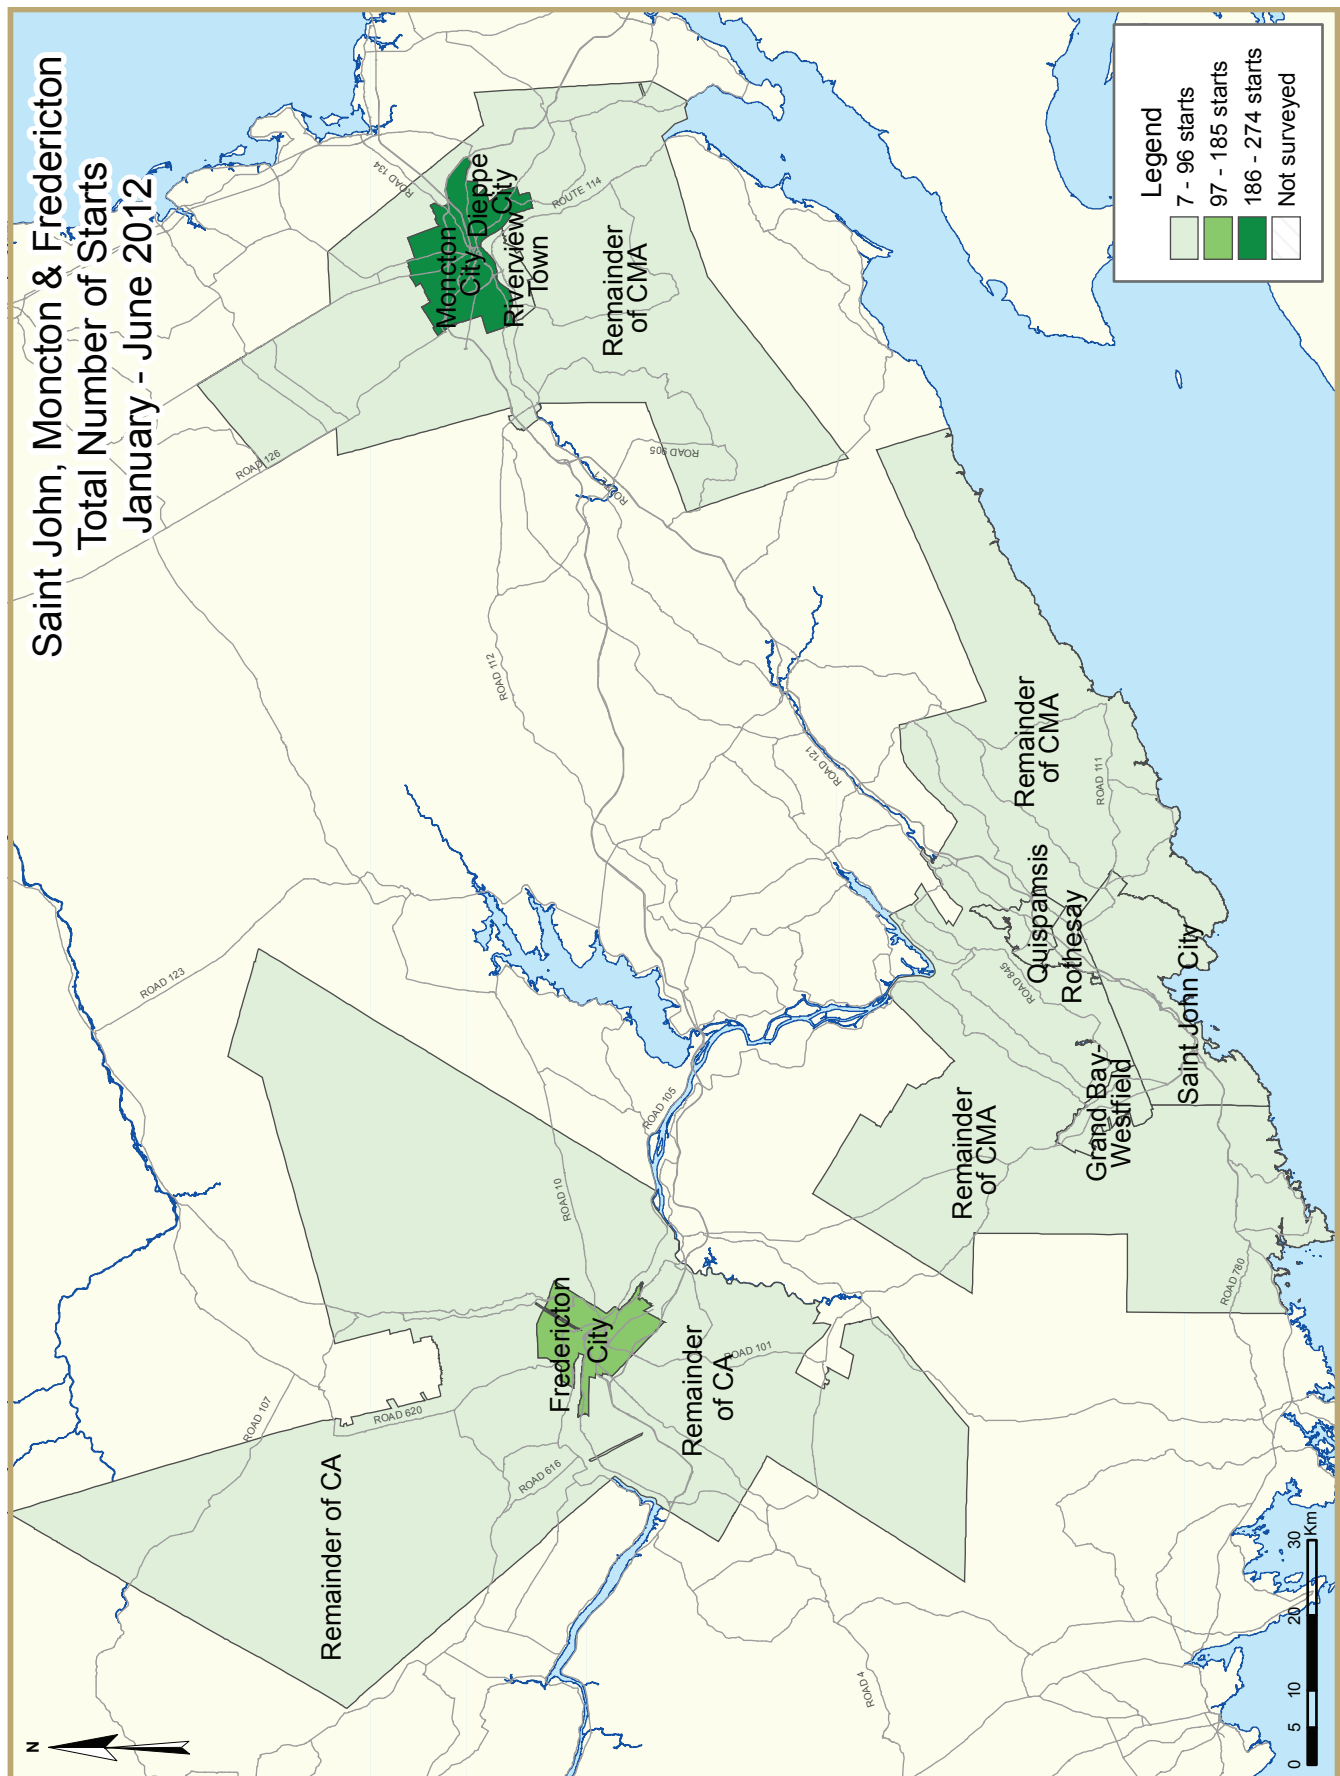 Saint John, Moncton & Fredericton
Total Number of Starts
January - June 2012
N
Legend
7 - 96 starts
97 - 185 starts
186 - 274 starts
Not surveyed
ROAD 134
Moncton
City
Dieppe
City
Riverview
Town
ROUTE 114
Remainder
of CMA
ROAD 126
ROAD 905
ROUTE 1
ROAD 112
ROAD 121
ROAD 123
ROAD 105
ROAD 10
Remainder
of CMA
ROAD 111
Quispamsis
Rothesay
ROAD 845
Saint John City
Grand Bay-
Westfield
Remainder
of CMA
ROAD 780
Fredericton
City
Remainder
of CA
ROAD 101
ROAD 107
ROAD 620
ROAD 616
Remainder of CA
ROAD 4
0 5 10 20 30
Km